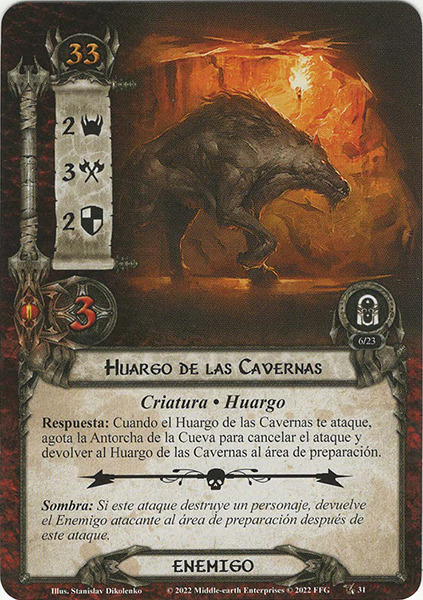 33
2
3
2
3
6/23
Huargo de las Cavernas
Criatura • Huargo
Respuesta: Cuando el Huargo de las Cavernas te ataque,
agota la Antorcha de la Cueva para cancelar el ataque y
devolver al Huargo de las Cavernas al área de preparación.
Sombra: Si este ataque destruye un personaje, devuelve
el Enemigo atacante al área de preparación después de
este ataque.
ENEMIGO
Illus. Stanislav Dikolenko © 2022 Middle-earth Enterprises © 2022 FFG 31